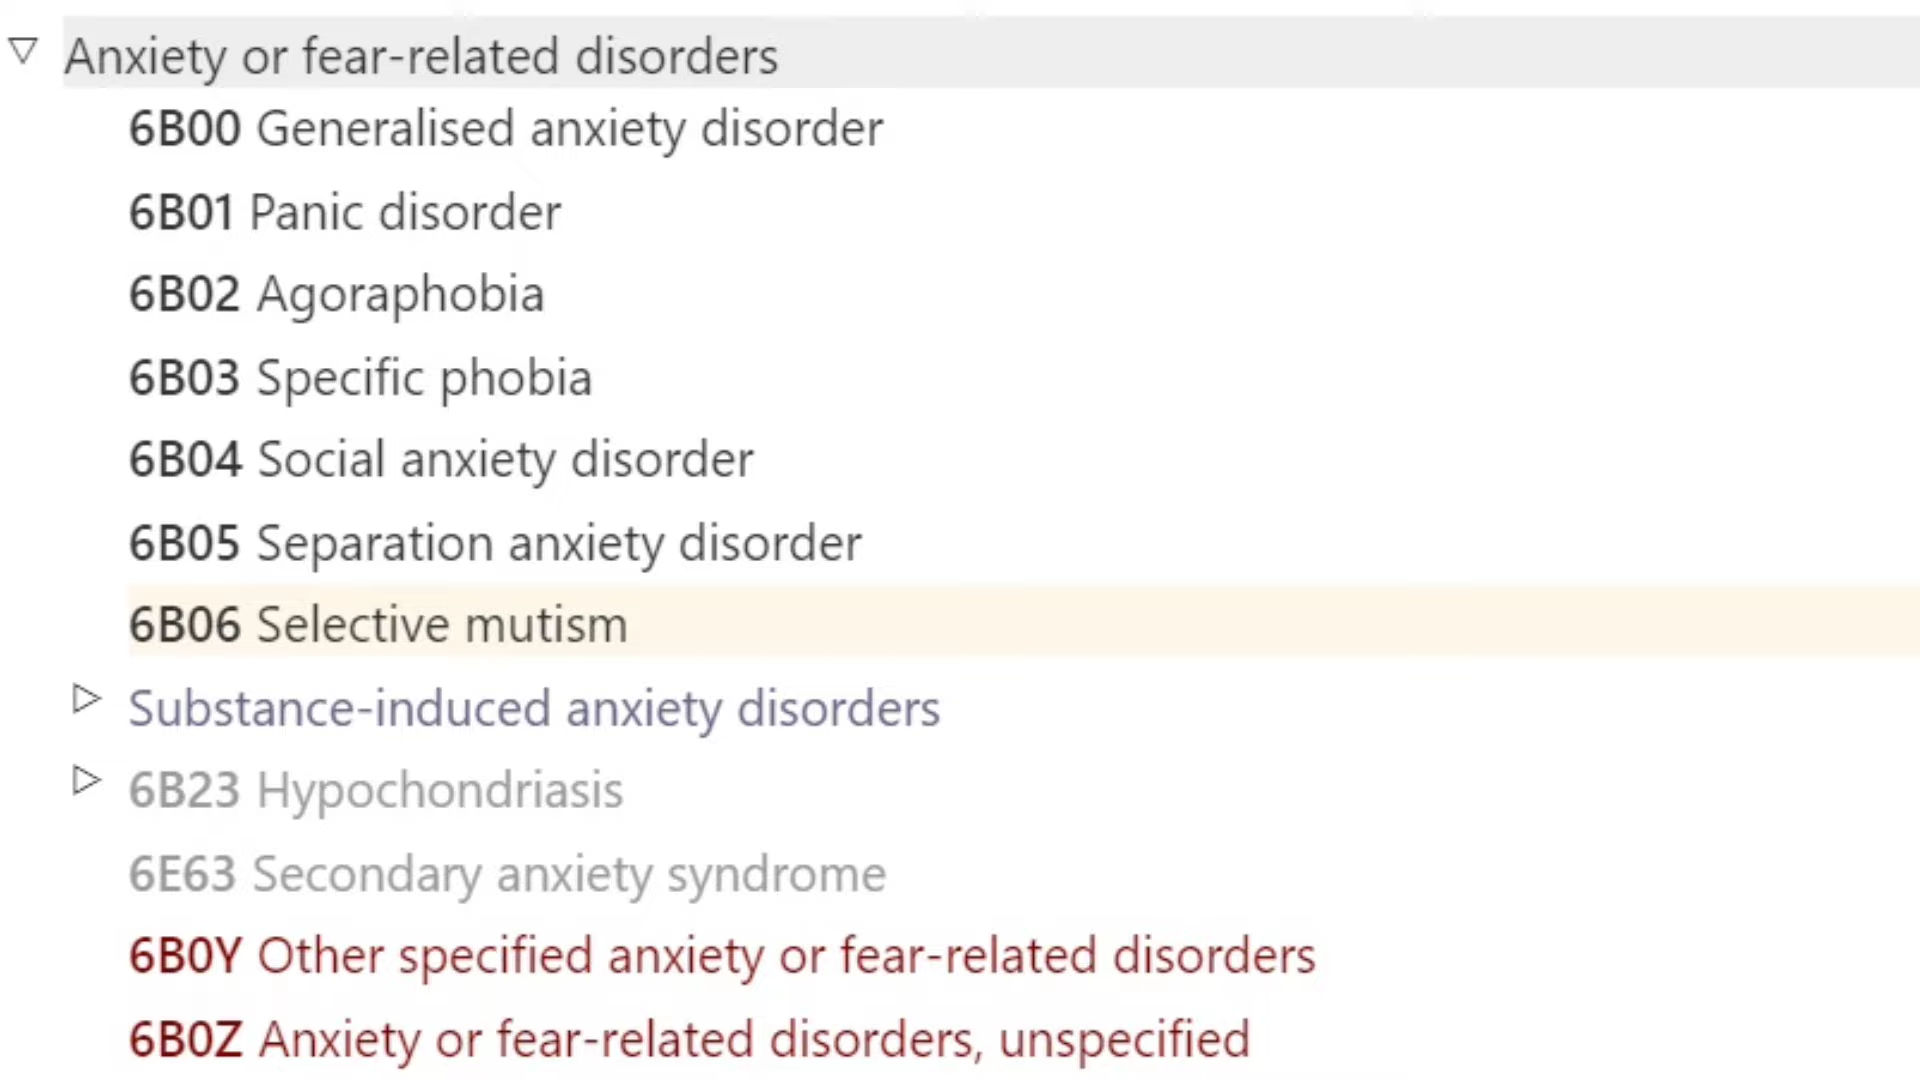 Anxiety or fear-related disorders
6B00 Generalised anxiety disorder
6B01 Panic disorder
6B02 Agoraphobia
6B03 Specific phobia
6B04 Social anxiety disorder
6B05 Separation anxiety disorder
6B06 Selective mutism
Substance-induced anxiety disorders
6B23 Hypochondriasis
6E63 Secondary anxiety syndrome
6B0Y Other specified anxiety or fear-related disorders
6B0Z Anxiety or fear-related disorders, unspecified